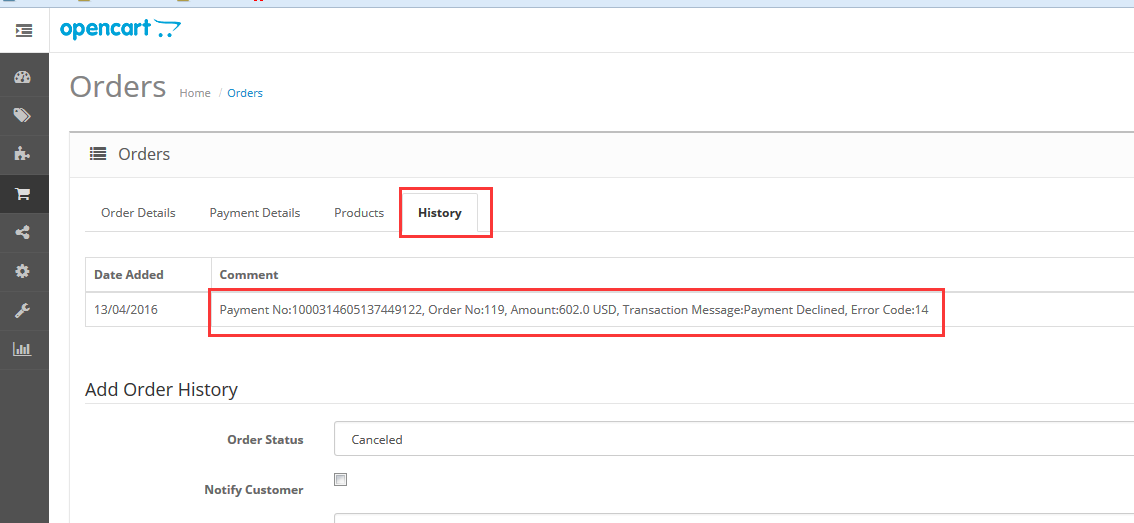 opencart
Orders Home / Orders
Orders
Order Details Payment Details Products History
Date Added Comment
13/04/2016 Payment No:1000314605137449122, Order No:119, Amount:602.0 USD, Transaction Message:Payment Declined, Error Code:14
Add Order History
Order Status Canceled
Notify Customer